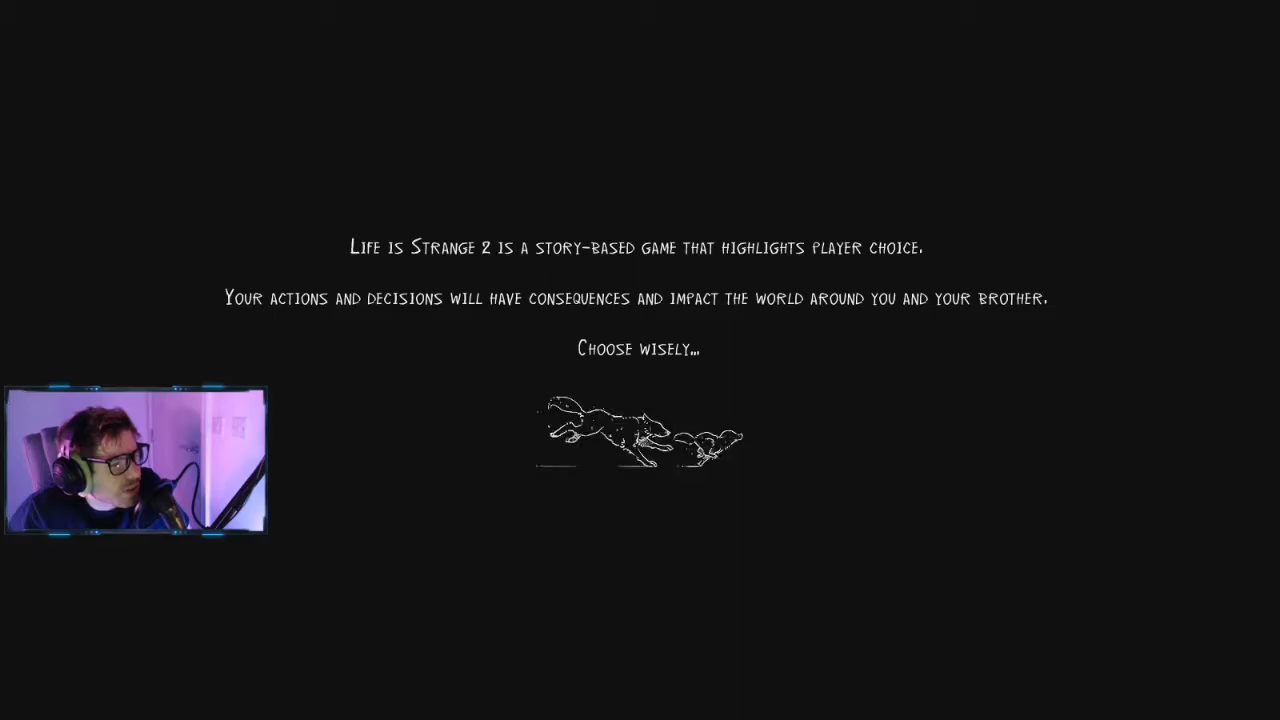 Life is Strange 2 is a story-based game that highlights player choice.
Your actions and decisions will have consequences and impact the world around you and your brother.
Choose wisely...